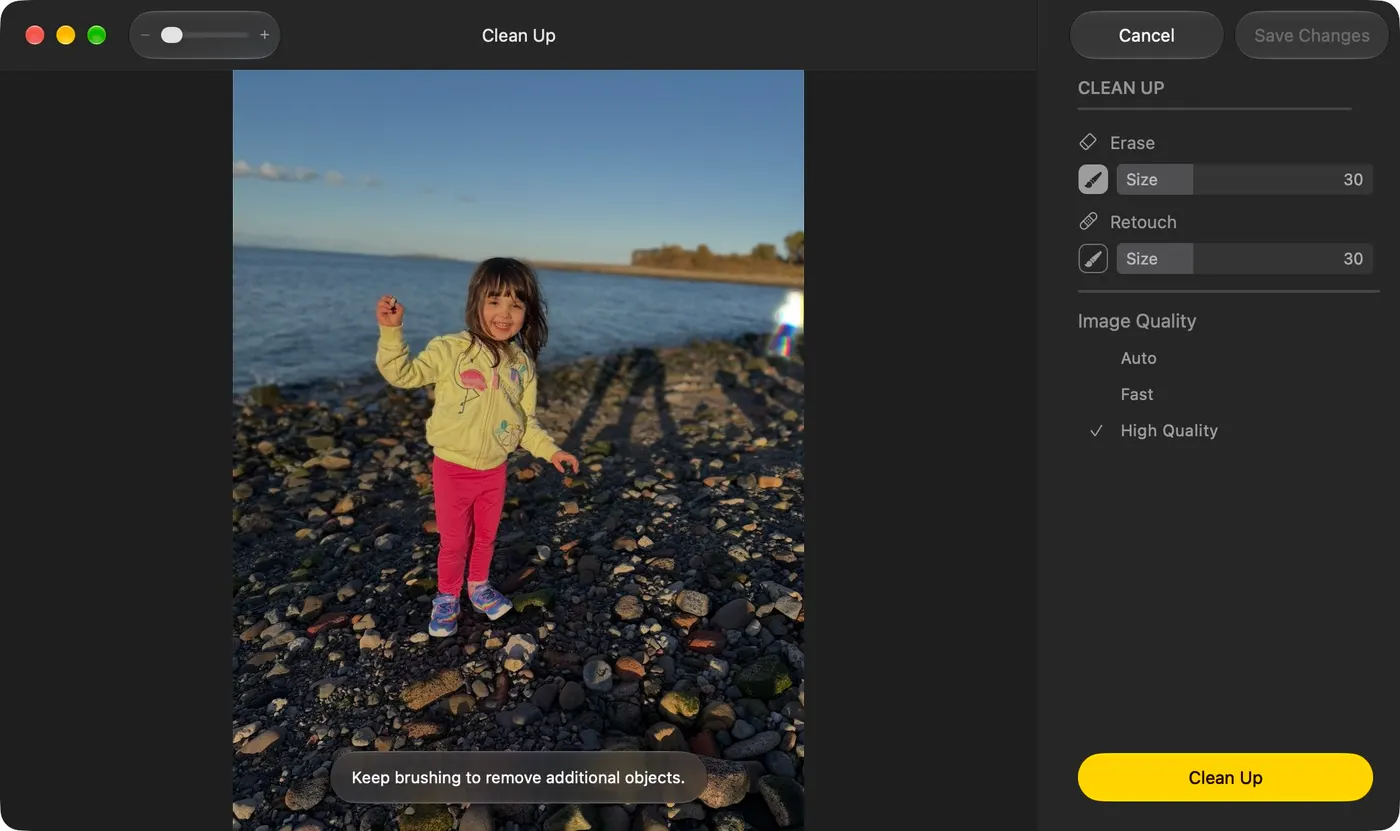 Clean Up
Cancel
Save Changes
CLEAN UP
Erase
Size 30
Retouch
Size 30
Image Quality
Auto
Fast
High Quality
Keep brushing to remove additional objects.
Clean Up